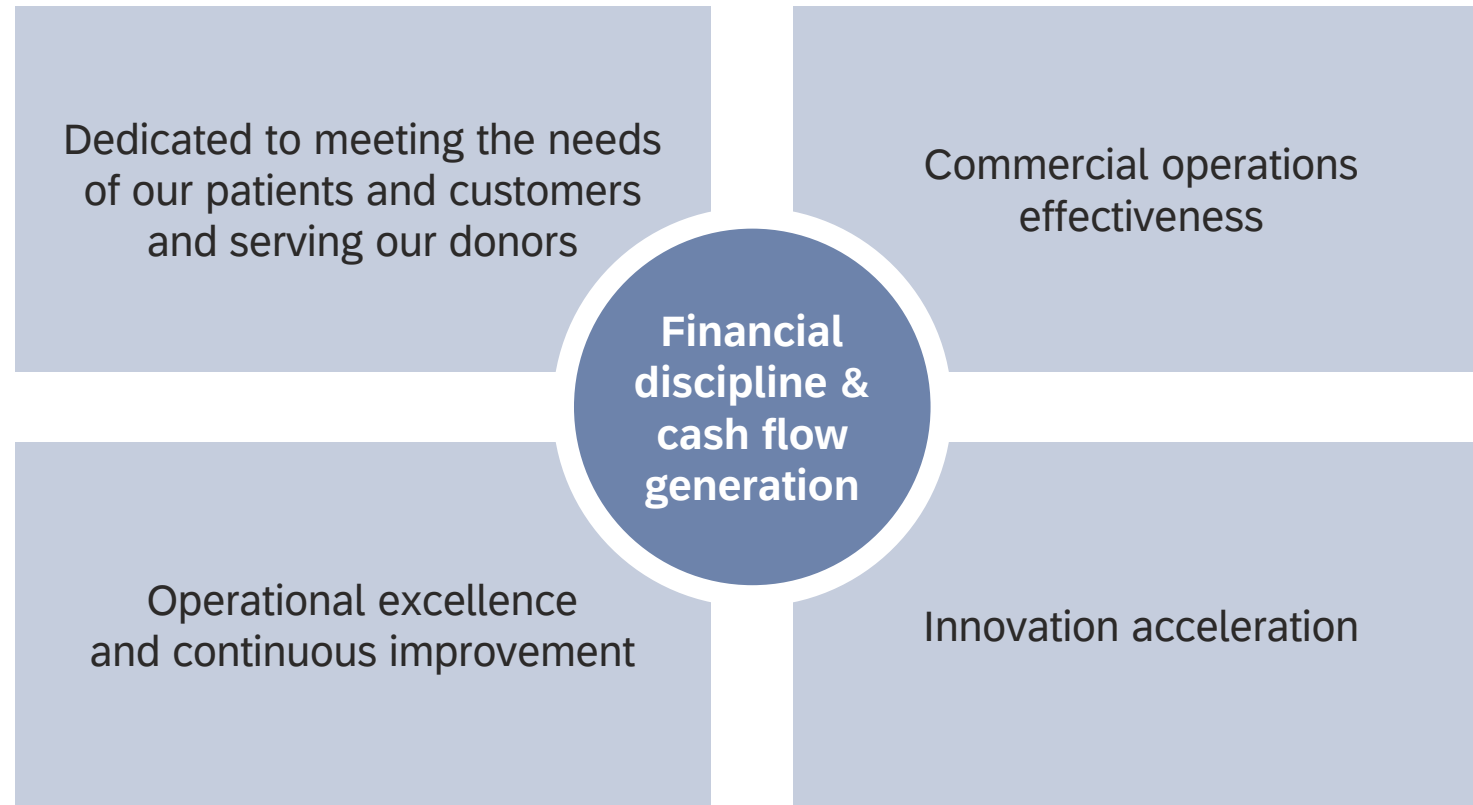 Dedicated to meeting the needs
of our patients and customers
and serving our donors
Commercial operations
effectiveness
Financial
discipline &
cash flow
generation
Operational excellence
and continuous improvement
Innovation acceleration